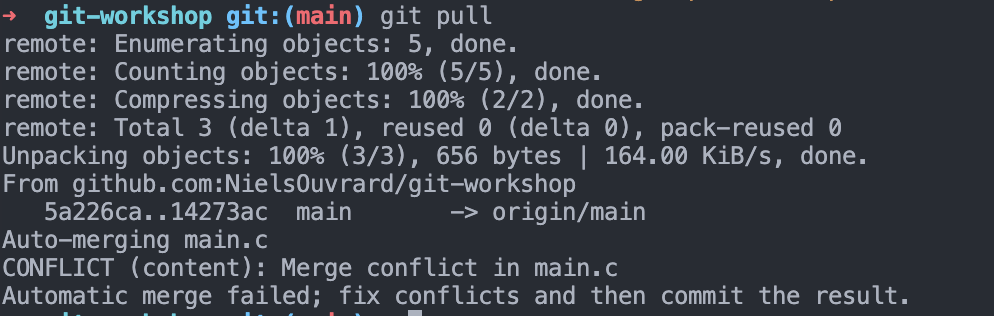 ➜ git-workshop git:(main) git pull
remote: Enumerating objects: 5, done.
remote: Counting objects: 100% (5/5), done.
remote: Compressing objects: 100% (2/2), done.
remote: Total 3 (delta 1), reused 0 (delta 0), pack-reused 0
Unpacking objects: 100% (3/3), 656 bytes | 164.00 KiB/s, done.
From github.com:NielsOuvrard/git-workshop
   5a226ca..14273ac  main       -> origin/main
Auto-merging main.c
CONFLICT (content): Merge conflict in main.c
Automatic merge failed; fix conflicts and then commit the result.